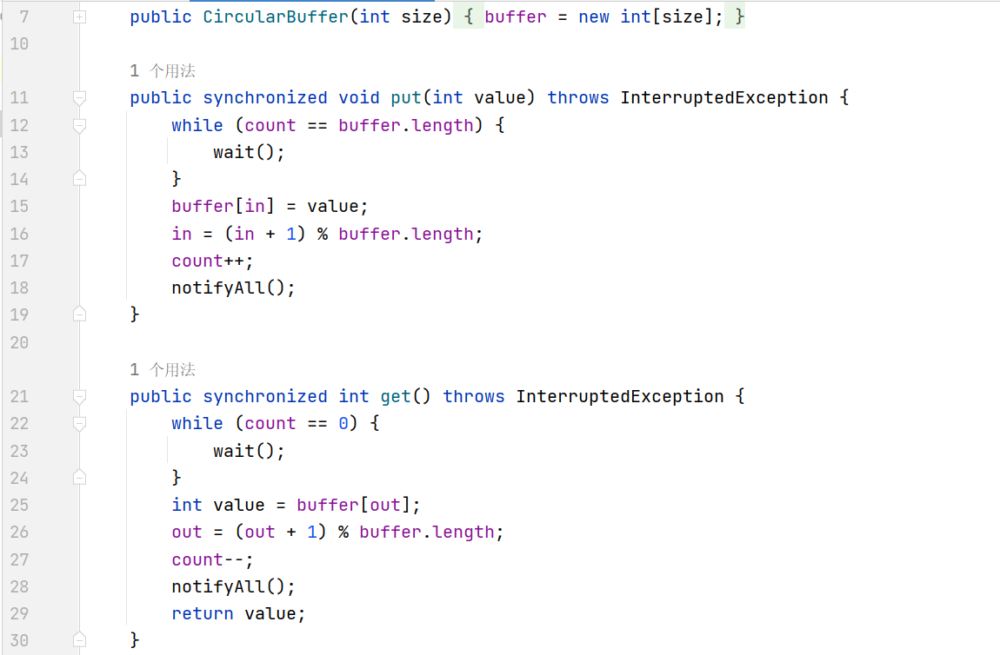 7 public CircularBuffer(int size) { buffer = new int[size]; }
10
1 个用法
11 public synchronized void put(int value) throws InterruptedException {
12 while (count == buffer.length) {
13 wait();
14 }
15 buffer[in] = value;
16 in = (in + 1) % buffer.length;
17 count++;
18 notifyAll();
19 }
20
1 个用法
21 public synchronized int get() throws InterruptedException {
22 while (count == 0) {
23 wait();
24 }
25 int value = buffer[out];
26 out = (out + 1) % buffer.length;
27 count--;
28 notifyAll();
29 return value;
30 }